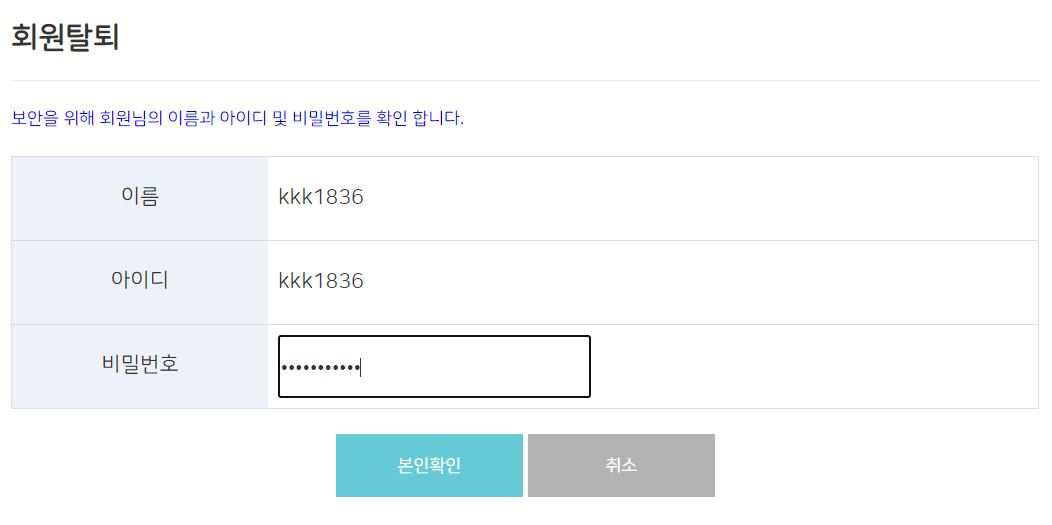 회원탈퇴
보안을 위해 회원님의 이름과 아이디 및 비밀번호를 확인 합니다.
이름 kkk1836
아이디 kkk1836
비밀번호 •••••••••••
본인확인 취소